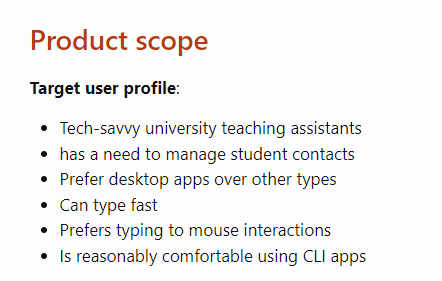 Product scope
Target user profile:
• Tech-savvy university teaching assistants
• has a need to manage student contacts
• Prefer desktop apps over other types
• Can type fast
• Prefers typing to mouse interactions
• Is reasonably comfortable using CLI apps